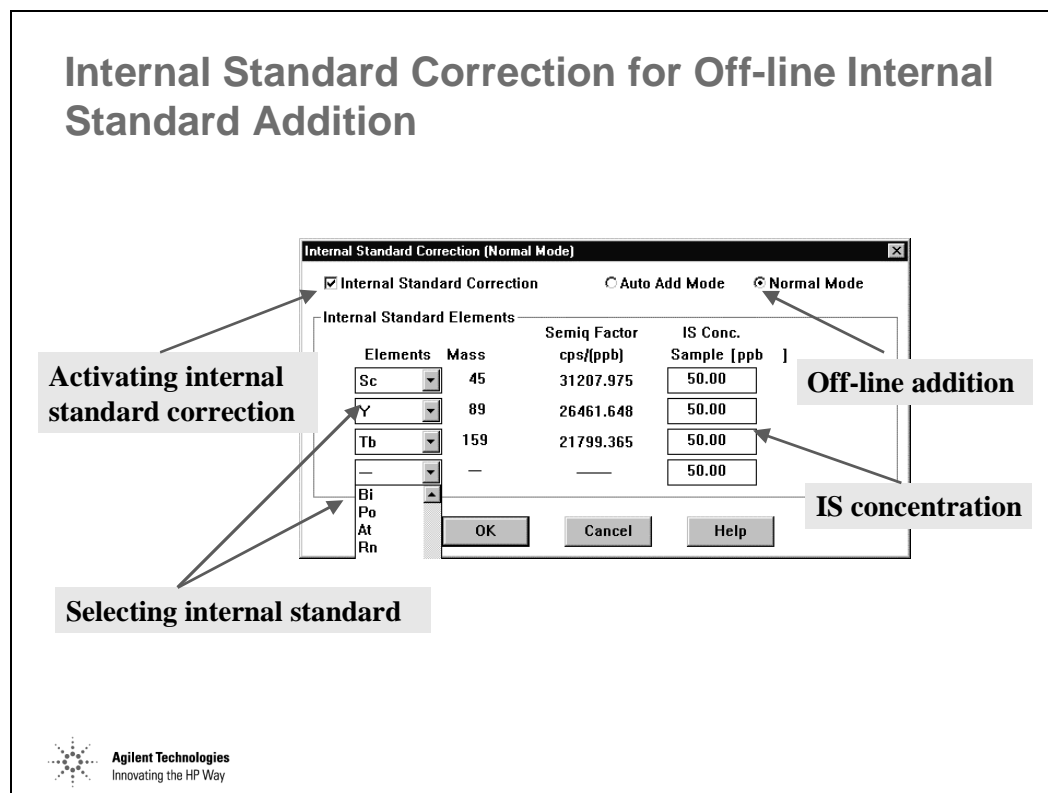 Internal Standard Correction for Off-line Internal
Standard Addition
Internal Standard Correction (Normal Mode)
Internal Standard Correction
Auto Add Mode
Normal Mode
Internal Standard Elements
Semiq Factor
IS Conc.
Elements Mass cps/(ppb) Sample [ppb ]
Sc 45 31207.975 50.00
Y 89 26461.648 50.00
Tb 159 21799.365 50.00
— — —— 50.00
Bi
Po
At
Rn
OK Cancel Help
Activating internal
standard correction
Off-line addition
IS concentration
Selecting internal standard
Agilent Technologies
Innovating the HP Way